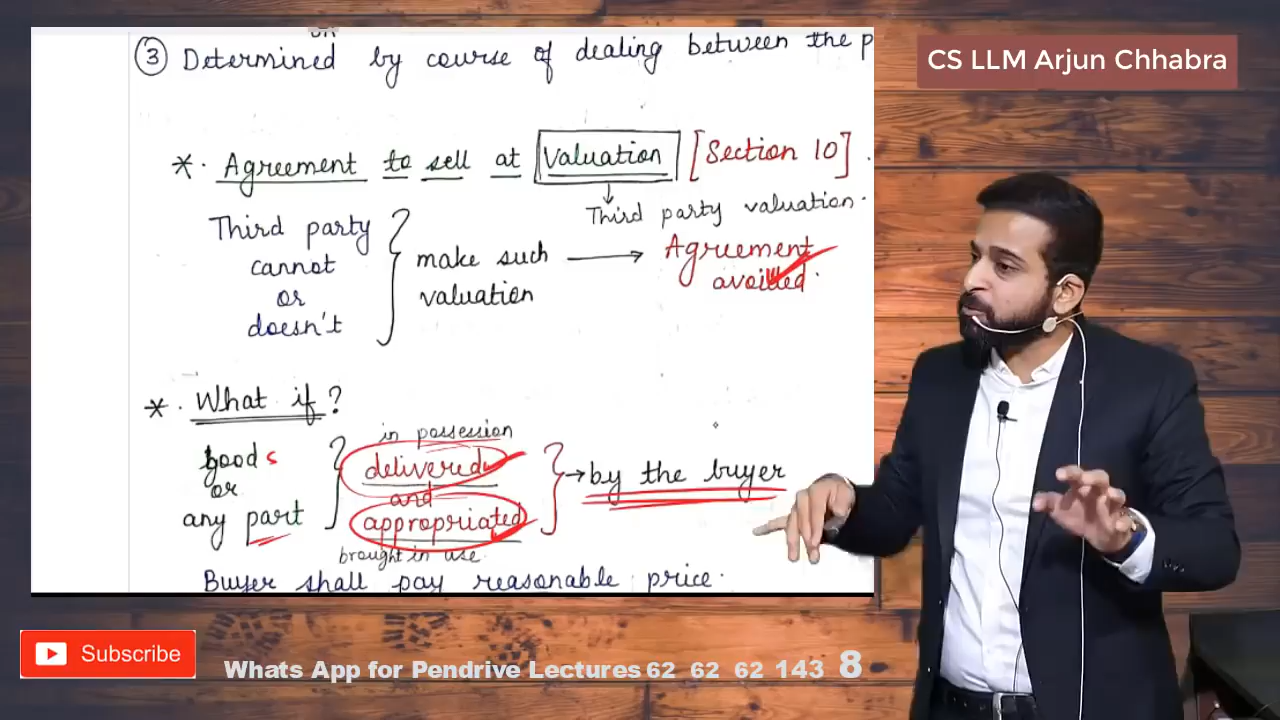 on
③ Determined by course of dealing between the p
CS LLM Arjun Chhabra
*. Agreement to sell at Valuation [Section 10].
Third party valuation.
Third party
cannot
or
doesn't
make such
valuation
Agreement
avoided.
*. What if?
goods
or
any part
in possession
delivered
and
appropriated
brought in use.
by the buyer
Buyer shall pay reasonable price.
Subscribe
Whats App for Pendrive Lectures 62 62 62 143 8